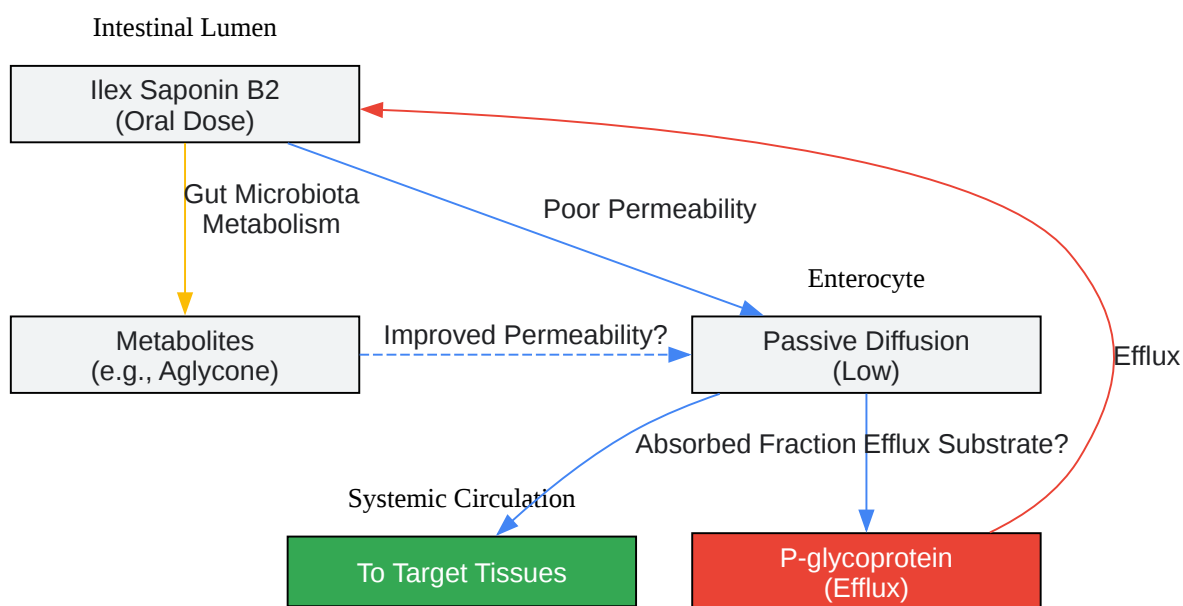 Intestinal Lumen
Ilex Saponin B2
(Oral Dose)
Gut Microbiota
Metabolism
Poor Permeability
Enterocyte
Metabolites
(e.g., Aglycone)
Improved Permeability?
Passive Diffusion
(Low)
Efflux
Absorbed Fraction
Efflux Substrate?
Systemic Circulation
To Target Tissues
P-glycoprotein
(Efflux)